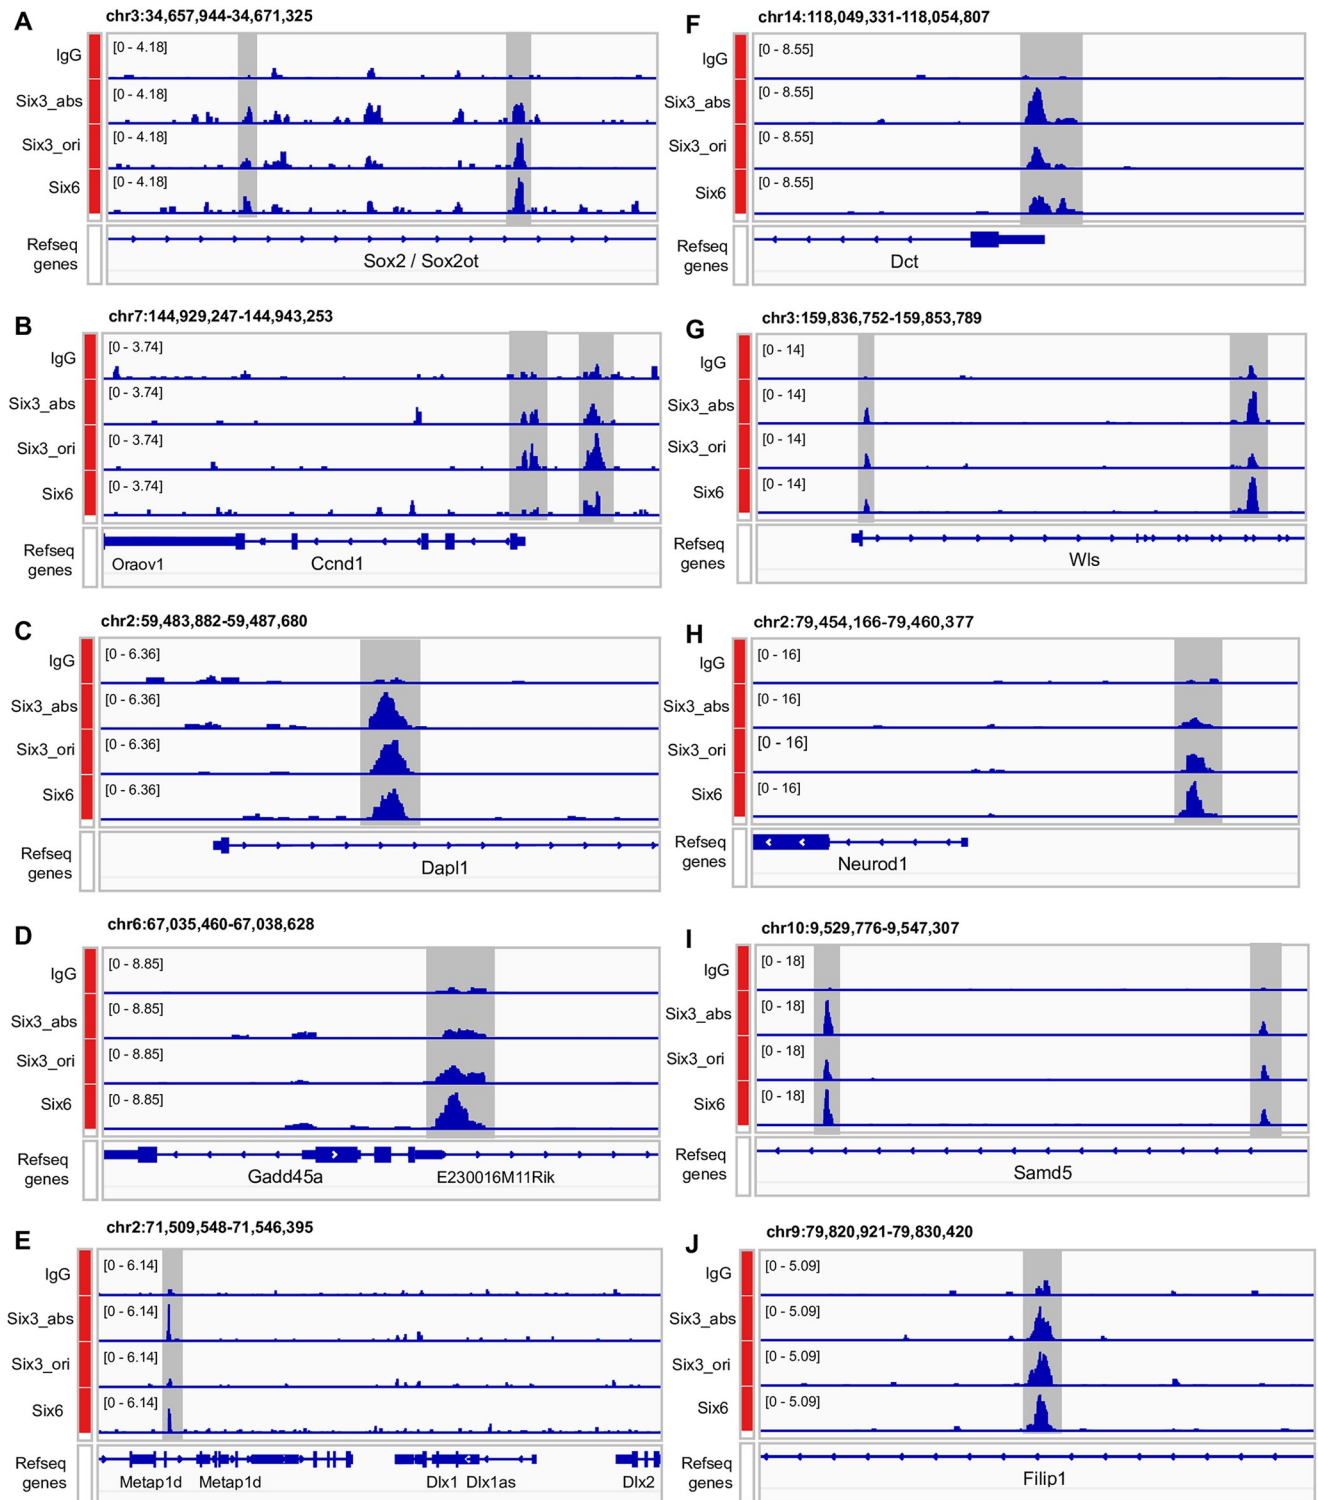 A
chr3:34,657,944-34,671,325
IgG [0 - 4.18]
Six3_abs [0 - 4.18]
Six3_ori [0 - 4.18]
Six6 [0 - 4.18]
Refseq
genes
Sox2 / Sox2ot
B
chr7:144,929,247-144,943,253
IgG [0 - 3.74]
Six3_abs [0 - 3.74]
Six3_ori [0 - 3.74]
Six6 [0 - 3.74]
Refseq
genes
Oraov1 Ccnd1
C
chr2:59,483,882-59,487,680
IgG [0 - 6.36]
Six3_abs [0 - 6.36]
Six3_ori [0 - 6.36]
Six6 [0 - 6.36]
Refseq
genes
Dapl1
D
chr6:67,035,460-67,038,628
IgG [0 - 8.85]
Six3_abs [0 - 8.85]
Six3_ori [0 - 8.85]
Six6 [0 - 8.85]
Refseq
genes
Gadd45a E230016M11Rik
E
chr2:71,509,548-71,546,395
IgG [0 - 6.14]
Six3_abs [0 - 6.14]
Six3_ori [0 - 6.14]
Six6 [0 - 6.14]
Refseq
genes
Metap1d Metap1d Dlx1 Dlx1as Dlx2
F
chr14:118,049,331-118,054,807
IgG [0 - 8.55]
Six3_abs [0 - 8.55]
Six3_ori [0 - 8.55]
Six6 [0 - 8.55]
Refseq
genes
Dct
G
chr3:159,836,752-159,853,789
IgG [0 - 14]
Six3_abs [0 - 14]
Six3_ori [0 - 14]
Six6 [0 - 14]
Refseq
genes
Wls
H
chr2:79,454,166-79,460,377
IgG [0 - 16]
Six3_abs [0 - 16]
Six3_ori [0 - 16]
Six6 [0 - 16]
Refseq
genes
Neurod1
I
chr10:9,529,776-9,547,307
IgG [0 - 18]
Six3_abs [0 - 18]
Six3_ori [0 - 18]
Six6 [0 - 18]
Refseq
genes
Samd5
J
chr9:79,820,921-79,830,420
IgG [0 - 5.09]
Six3_abs [0 - 5.09]
Six3_ori [0 - 5.09]
Six6 [0 - 5.09]
Refseq
genes
Filip1